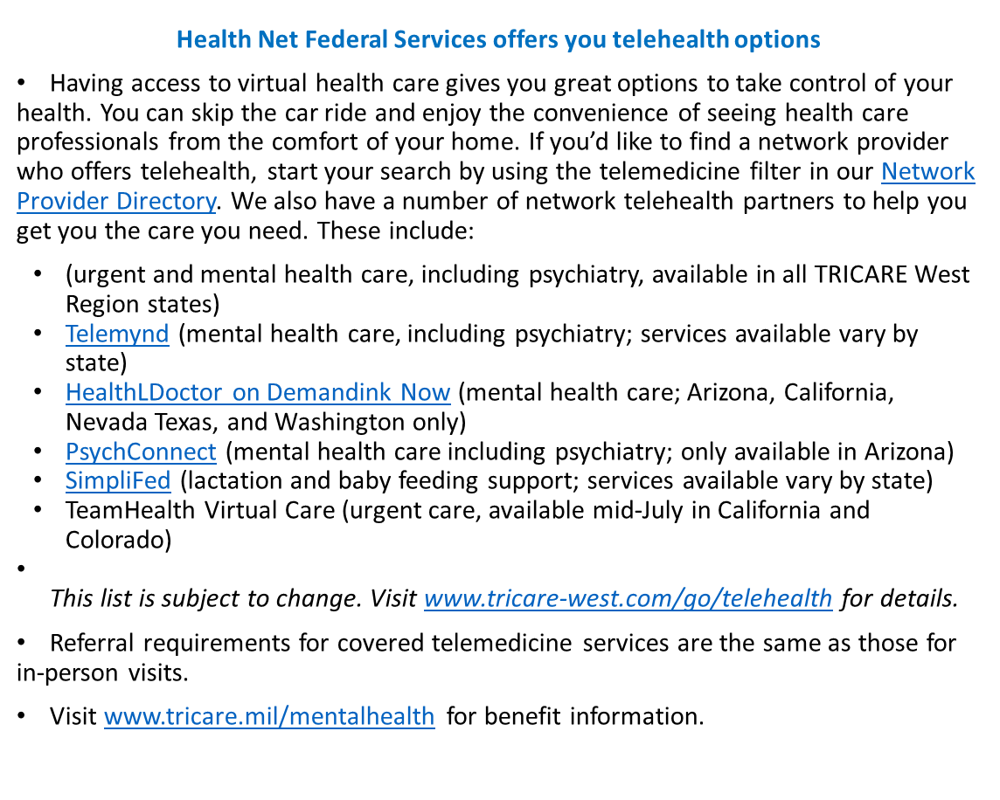 Health Net Federal Services offers you telehealth options
• Having access to virtual health care gives you great options to take control of your
health. You can skip the car ride and enjoy the convenience of seeing health care
professionals from the comfort of your home. If you’d like to find a network provider
who offers telehealth, start your search by using the telemedicine filter in our Network
Provider Directory. We also have a number of network telehealth partners to help you
get you the care you need. These include:
• (urgent and mental health care, including psychiatry, available in all TRICARE West
Region states)
• Telemynd (mental health care, including psychiatry; services available vary by
state)
• HealthLDoctor on Demandink Now (mental health care; Arizona, California,
Nevada Texas, and Washington only)
• PsychConnect (mental health care including psychiatry; only available in Arizona)
• SimpliFed (lactation and baby feeding support; services available vary by state)
• TeamHealth Virtual Care (urgent care, available mid-July in California and
Colorado)
•
This list is subject to change. Visit www.tricare-west.com/go/telehealth for details.
• Referral requirements for covered telemedicine services are the same as those for
in-person visits.
• Visit www.tricare.mil/mentalhealth for benefit information.